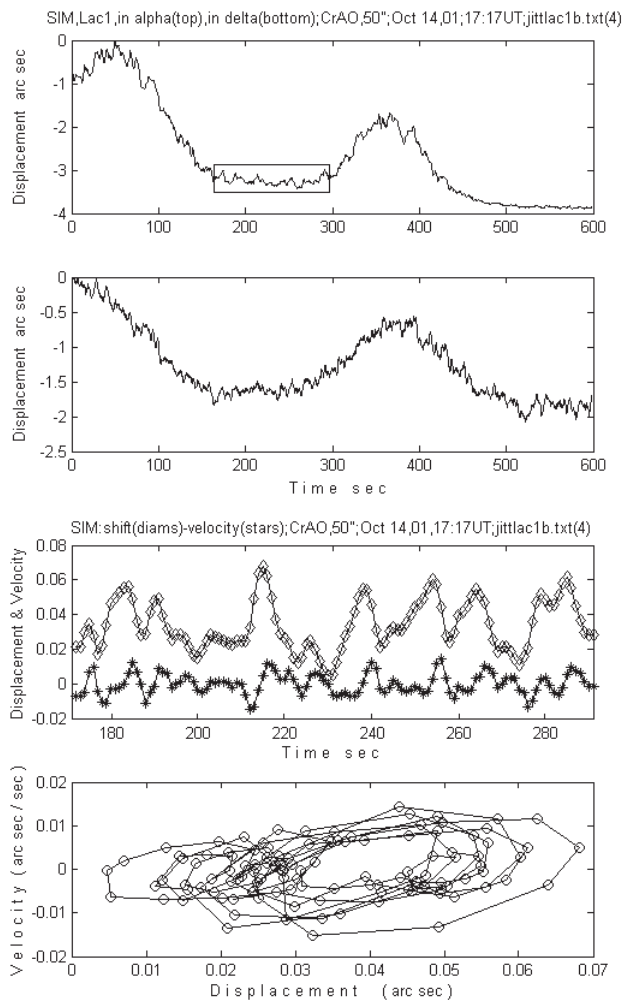 SIM,Lac1,in alpha(top),in delta(bottom);CrAO,50";Oct 14,01;17:17UT;jittlac1b.txt(4)
Displacement arc sec
0
-1
-2
-3
-4
0 100 200 300 400 500 600
Displacement arc sec
0
-0.5
-1
-1.5
-2
-2.5
0 100 200 300 400 500 600
Time sec
SIM:shift(diams)-velocity(stars);CrAO,50";Oct 14,01,17:17UT;jittlac1b.txt(4)
Displacement & Velocity
0.08
0.06
0.04
0.02
0
-0.02
180 200 220 240 260 280
Time sec
Velocity (arc sec / sec)
0.02
0.01
0
-0.01
-0.02
0 0.01 0.02 0.03 0.04 0.05 0.06 0.07
Displacement (arc sec)